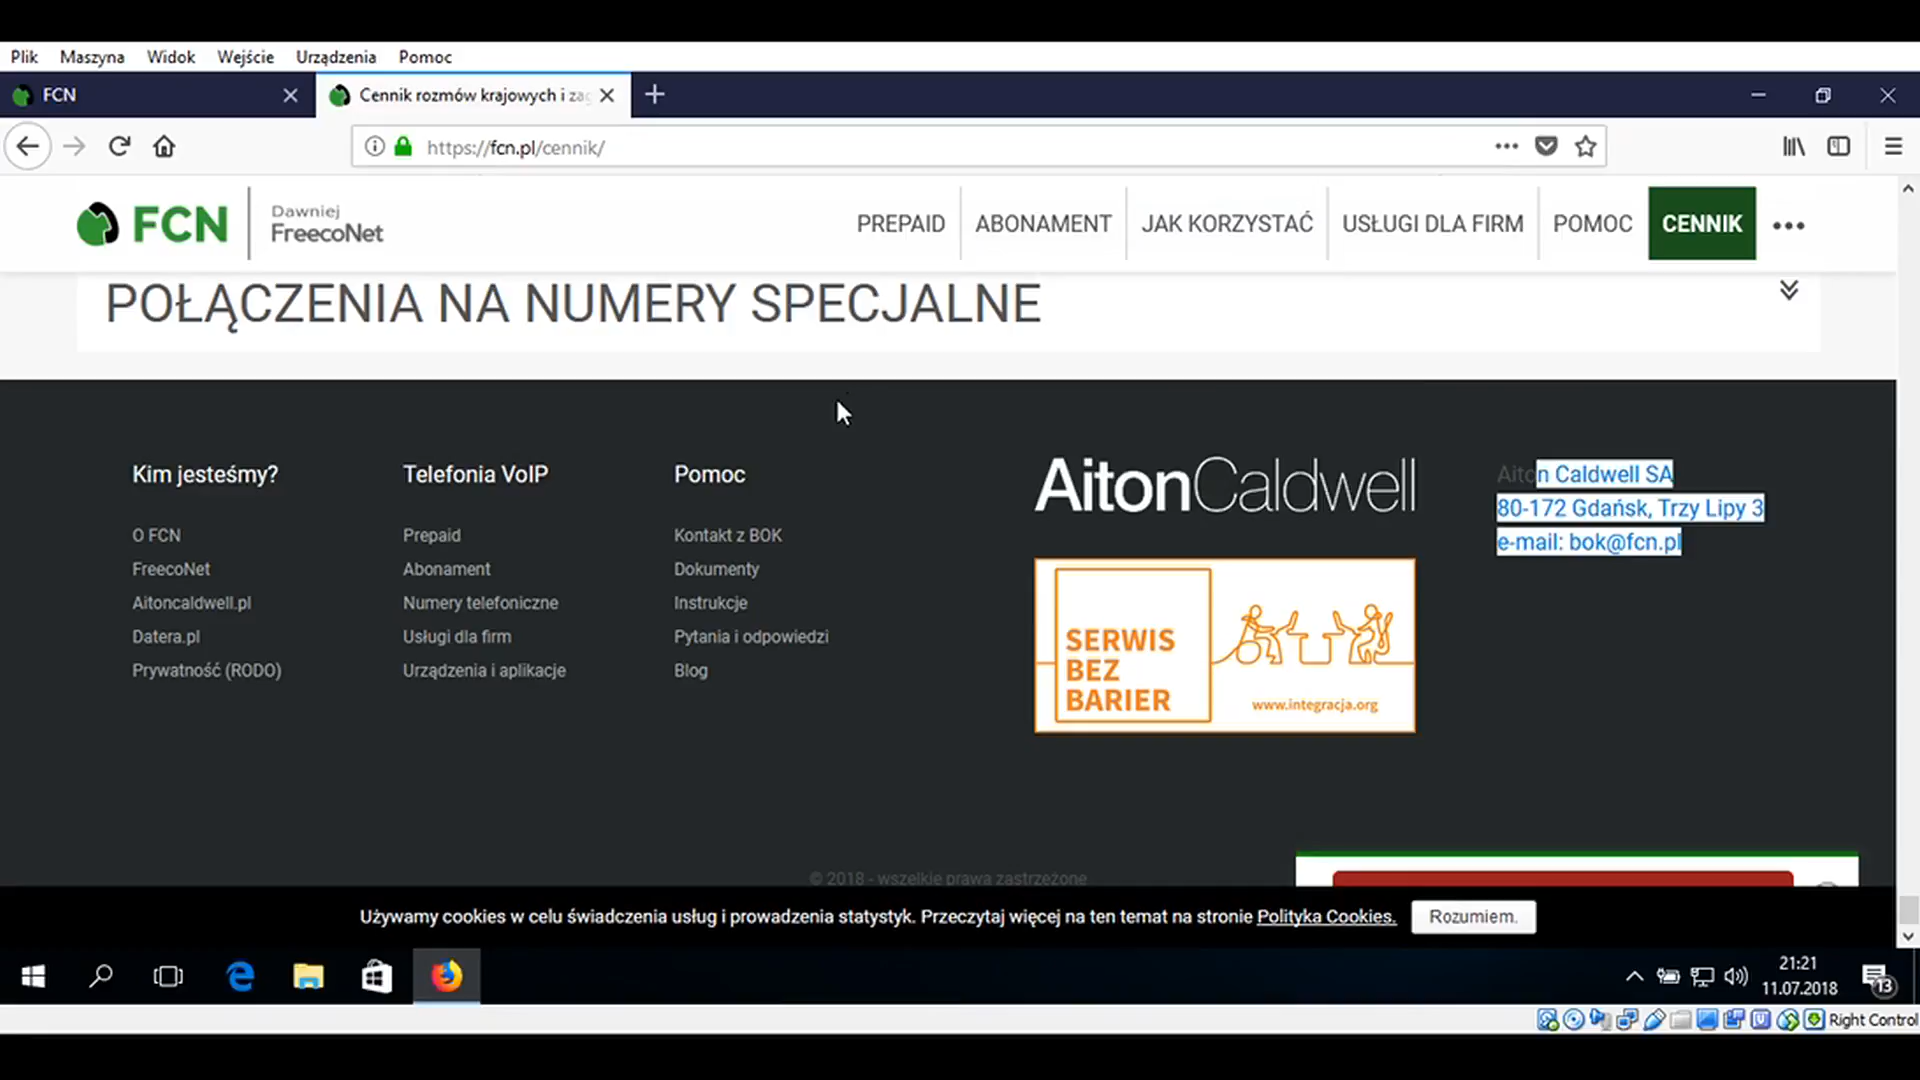 Plik Maszyna Widok Wejście Urządzenia Pomoc
FCN
Cennik rozmów krajowych i zag
https://fcn.pl/cennik/
FCN
Dawniej
FreecoNet
PREPAID
ABONAMENT
JAK KORZYSTAĆ
USŁUGI DLA FIRM
POMOC
CENNIK
POŁĄCZENIA NA NUMERY SPECJALNE
Kim jesteśmy?
O FCN
FreecoNet
Aitoncaldwell.pl
Datera.pl
Prywatność (RODO)
Telefonia VoIP
Prepaid
Abonament
Numery telefoniczne
Usługi dla firm
Urządzenia i aplikacje
Pomoc
Kontakt z BOK
Dokumenty
Instrukcje
Pytania i odpowiedzi
Blog
AitonCaldwell
SERWIS
BEZ
BARIER
www.integracja.org
Aiton Caldwell SA
80-172 Gdańsk, Trzy Lipy 3
e-mail: bok@fcn.pl
© 2018 - wszelkie prawa zastrzeżone
Używamy cookies w celu świadczenia usług i prowadzenia statystyk. Przeczytaj więcej na ten temat na stronie Polityka Cookies.
Rozumiem.
21:21
11.07.2018
13
Right Control